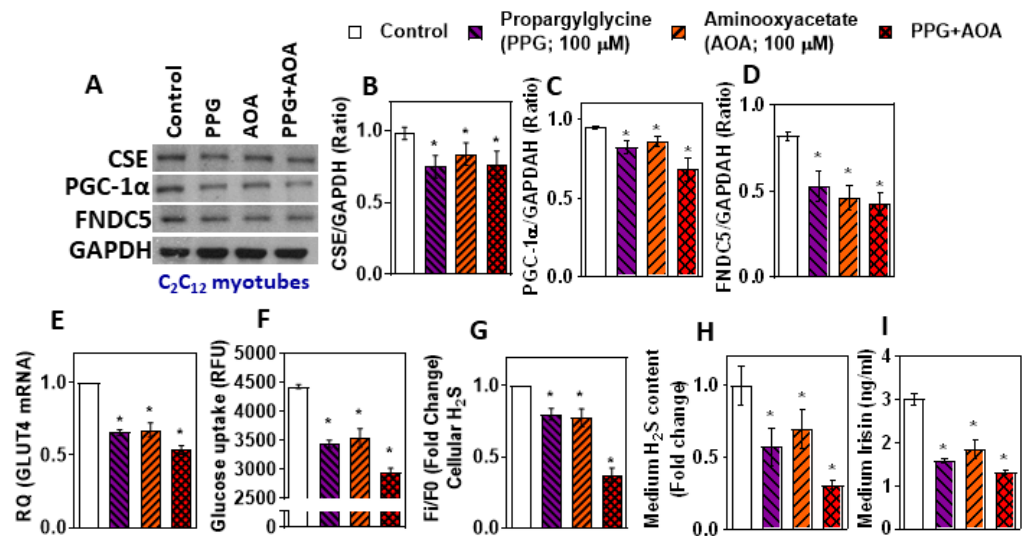 Control
Propargylglycine
(PPG; 100 µM)
Aminooxyacetate
(AOA; 100 µM)
PPG+AOA
A
Control
PPG
AOA
PPG+AOA
CSE
PGC-1α
FNDC5
GAPDH
C2C12 myotubes
B
CSE/GAPDH (Ratio)
1.0
0.5
0.0
*
*
*
C
PGC-1α/GAPDAH (Ratio)
1.0
0.5
0.0
*
*
*
D
FNDC5/GAPDAH (Ratio)
1.0
0.5
0.0
*
*
*
E
RQ (GLUT4 mRNA)
1.0
0.5
0.0
*
*
*
F
Glucose uptake (RFU)
5000
4500
4000
3500
3000
2500
0
*
*
*
G
Fi/F0 (Fold Change)
Cellular H2S
1.0
0.5
0.0
*
*
*
H
Medium H2S content
(Fold change)
1.0
0.5
0.0
*
*
*
I
Medium Irisin (ng/ml)
4
3
2
1
0
*
*
*